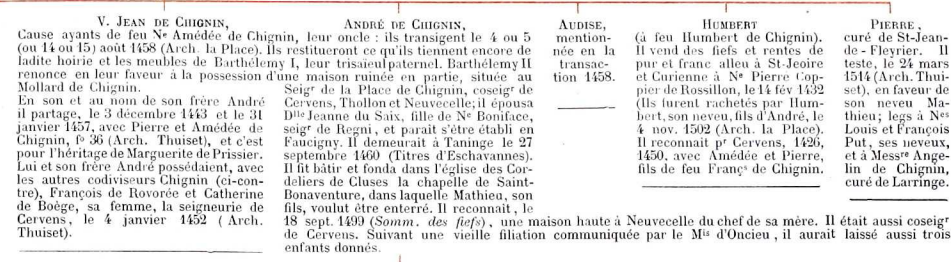 V. JEAN DE CHIGNIN,
ANDRÉ DE CHIGNIN,
Cause ayants de feu Nᵉ Amédée de Chignin, leur oncle : ils transigent le 4 ou 5
(ou 14 ou 15) août 1458 (Arch. la Place). Ils restitueront ce qu'ils tiennent encore de
ladite hoirie et les meubles de Barthélemy I, leur trisaïeul paternel. Barthélemy II
renonce en leur faveur à la possession d'une maison ruinée en partie, située au
Mollard de Chignin.
En son et au nom de son frère André
il partage, le 3 décembre 1443 et le 31
janvier 1457, avec Pierre et Amédée de
Chignin, fº 36 (Arch. Thuiset), et c'est
pour l'héritage de Marguerite de Prissier.
Lui et son frère André possédaient, avec
les autres codiviseurs Chignin (ci-con-
tre), François de Rovorée et Catherine
de Boëge, sa femme, la seigneurie de
Cervens, le 4 janvier 1452 (Arch.
Thuiset).
Seigʳ de la Place de Chignin, coseigʳ de
Cervens, Thollon et Neuvecelle; il épousa
Dˡˡᵉ Jeanne du Saix, fille de Nᵉ Boniface,
seigʳ de Regni, et paraît s'être établi en
Faucigny. Il demeurait à Taninge le 27
septembre 1460 (Titres d'Eschavannes).
Il fit bâtir et fonda dans l'église des Cor-
deliers de Cluses la chapelle de Saint-
Bonaventure, dans laquelle Mathieu, son
fils, voulut être enterré. Il reconnaît, le
18 sept. 1499 (Somm. des fiefs), une maison haute à Neuvecelle du chef de sa mère. Il était aussi coseigʳ
de Cervens. Suivant une vieille filiation communiquée par le Mⁱˢ d'Oncieu, il aurait laissé aussi trois
enfants donnés.
AUDISE,
mention-
née en la
transac-
tion 1458.
HUMBERT
(à feu Humbert de Chignin).
Il vend des fiefs et rentes de
pur et franc alleu à St-Jeoire
et Curienne à Nᵉ Pierre Cop-
pier de Rossillon, le 14 fév 1432
(Ils furent rachetés par Hum-
bert, son neveu, fils d'André, le
4 nov. 1502 (Arch. la Place).
Il reconnaît pʳ Cervens, 1426,
1450, avec Amédée et Pierre,
fils de feu Françˢ de Chignin.
PIERRE,
curé de St-Jean-
de-Fleyrier. Il
teste, le 24 mars
1514 (Arch. Thui-
set), en faveur de
son neveu Ma-
thieu; legs à Nᵉˢ
Louis et François
Put, ses neveux,
et à Messʳᵉ Ange-
lin de Chignin,
curé de Larringe.